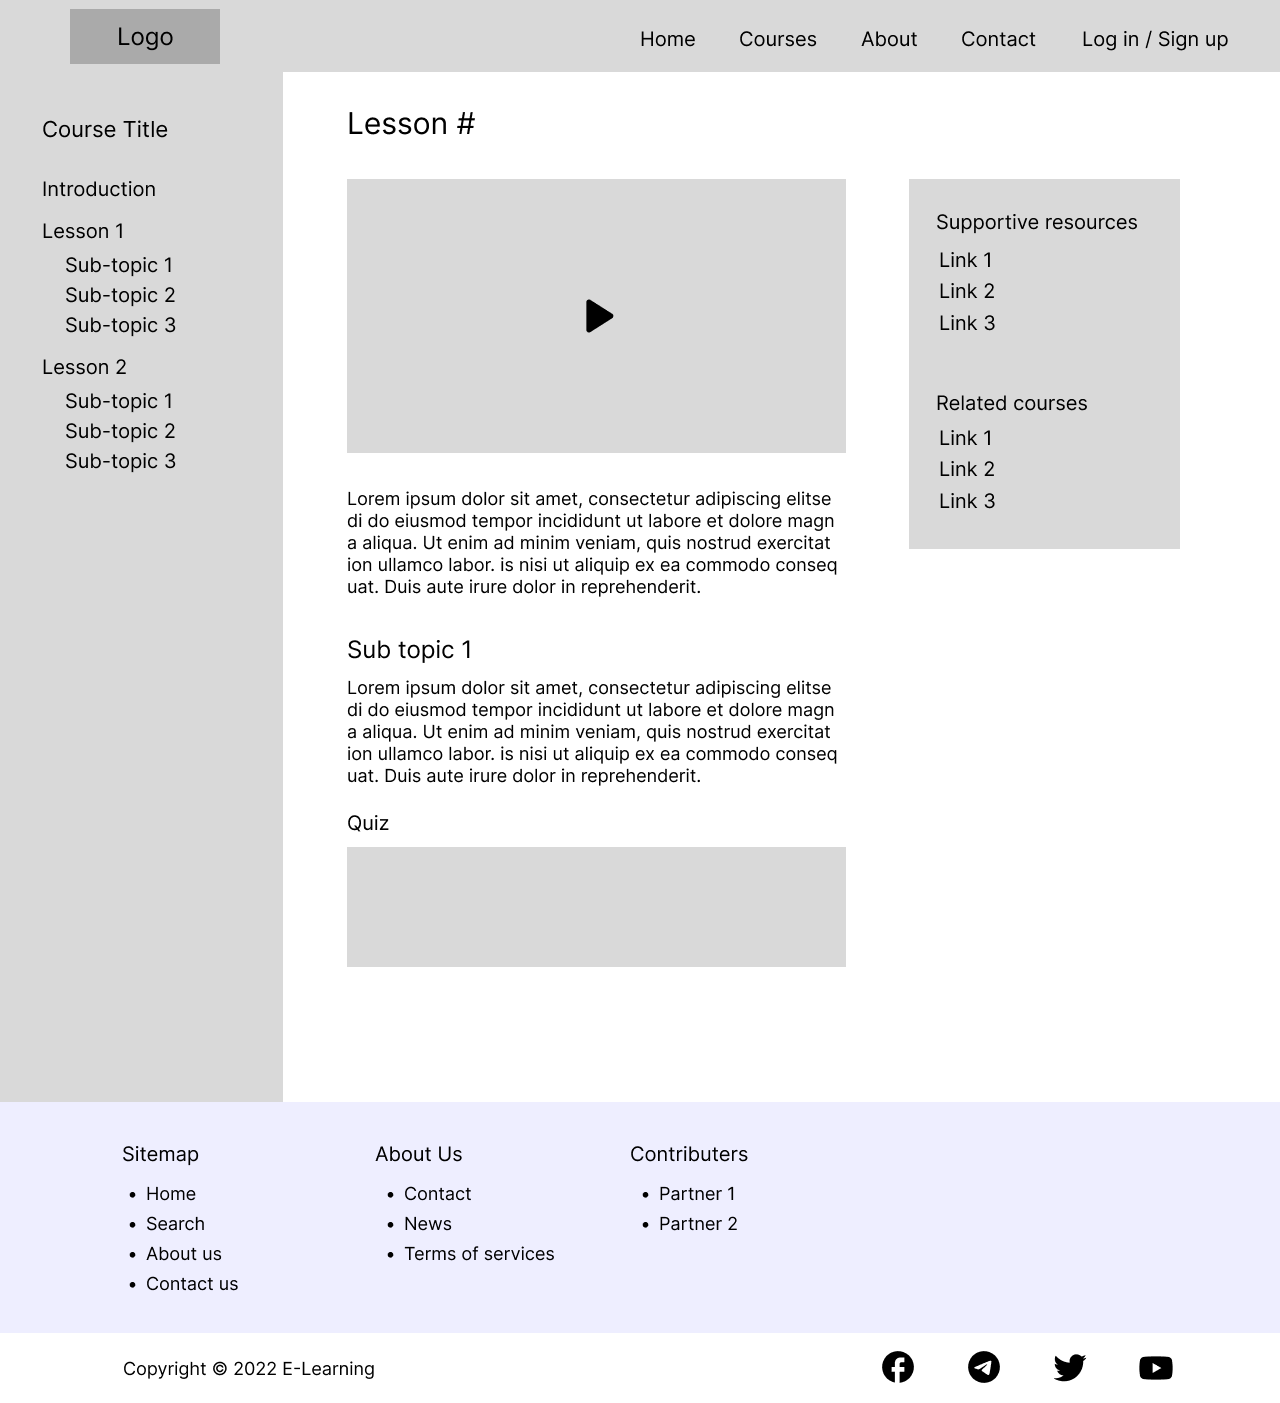 Logo
Home
Courses
About
Contact
Log in / Sign up
Course Title
Introduction
Lesson 1
Sub-topic 1
Sub-topic 2
Sub-topic 3
Lesson 2
Sub-topic 1
Sub-topic 2
Sub-topic 3
Lesson #
Lorem ipsum dolor sit amet, consectetur adipiscing elitse
di do eiusmod tempor incididunt ut labore et dolore magn
a aliqua. Ut enim ad minim veniam, quis nostrud exercitat
ion ullamco labor. is nisi ut aliquip ex ea commodo conseq
uat. Duis aute irure dolor in reprehenderit.
Sub topic 1
Lorem ipsum dolor sit amet, consectetur adipiscing elitse
di do eiusmod tempor incididunt ut labore et dolore magn
a aliqua. Ut enim ad minim veniam, quis nostrud exercitat
ion ullamco labor. is nisi ut aliquip ex ea commodo conseq
uat. Duis aute irure dolor in reprehenderit.
Quiz
Supportive resources
Link 1
Link 2
Link 3
Related courses
Link 1
Link 2
Link 3
Sitemap
• Home
• Search
• About us
• Contact us
About Us
• Contact
• News
• Terms of services
Contributers
• Partner 1
• Partner 2
Copyright © 2022 E-Learning